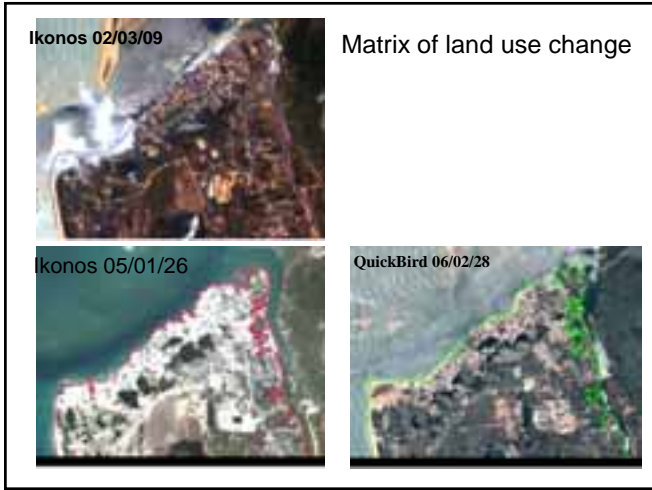 Ikonos 02/03/09
Matrix of land use change
Ikonos 05/01/26
QuickBird 06/02/28